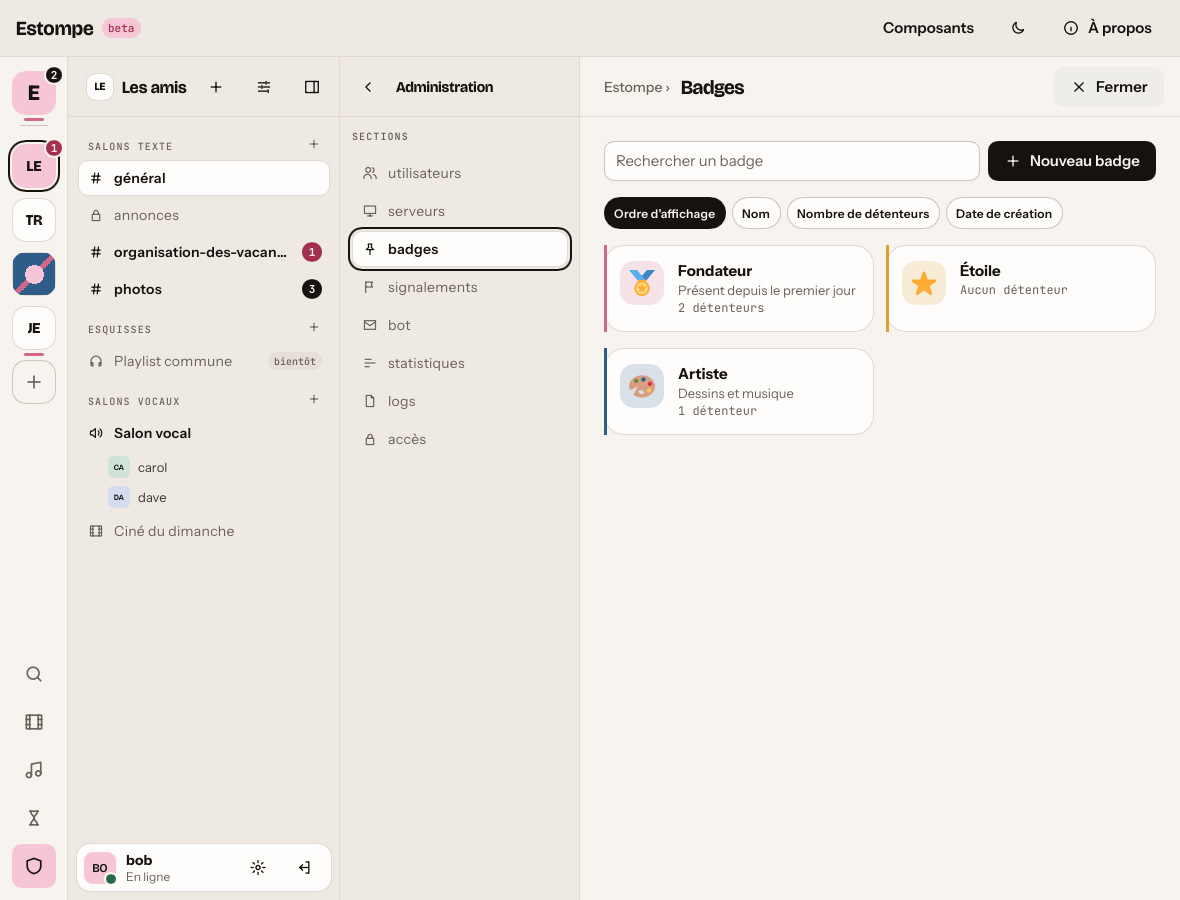 Estompe beta
Composants
À propos
E 2
LE 1
TR
JE
LE Les amis
SALONS TEXTE
# général
annonces
# organisation-des-vacan... 1
# photos 3
ESQUISSES
Playlist commune bientôt
SALONS VOCAUX
Salon vocal
CA carol
DA dave
Ciné du dimanche
BO bob
En ligne
Administration
SECTIONS
utilisateurs
serveurs
badges
signalements
bot
statistiques
logs
accès
Estompe › Badges
Fermer
Rechercher un badge
Nouveau badge
Ordre d'affichage
Nom
Nombre de détenteurs
Date de création
Fondateur
Présent depuis le premier jour
2 détenteurs
Étoile
Aucun détenteur
Artiste
Dessins et musique
1 détenteur